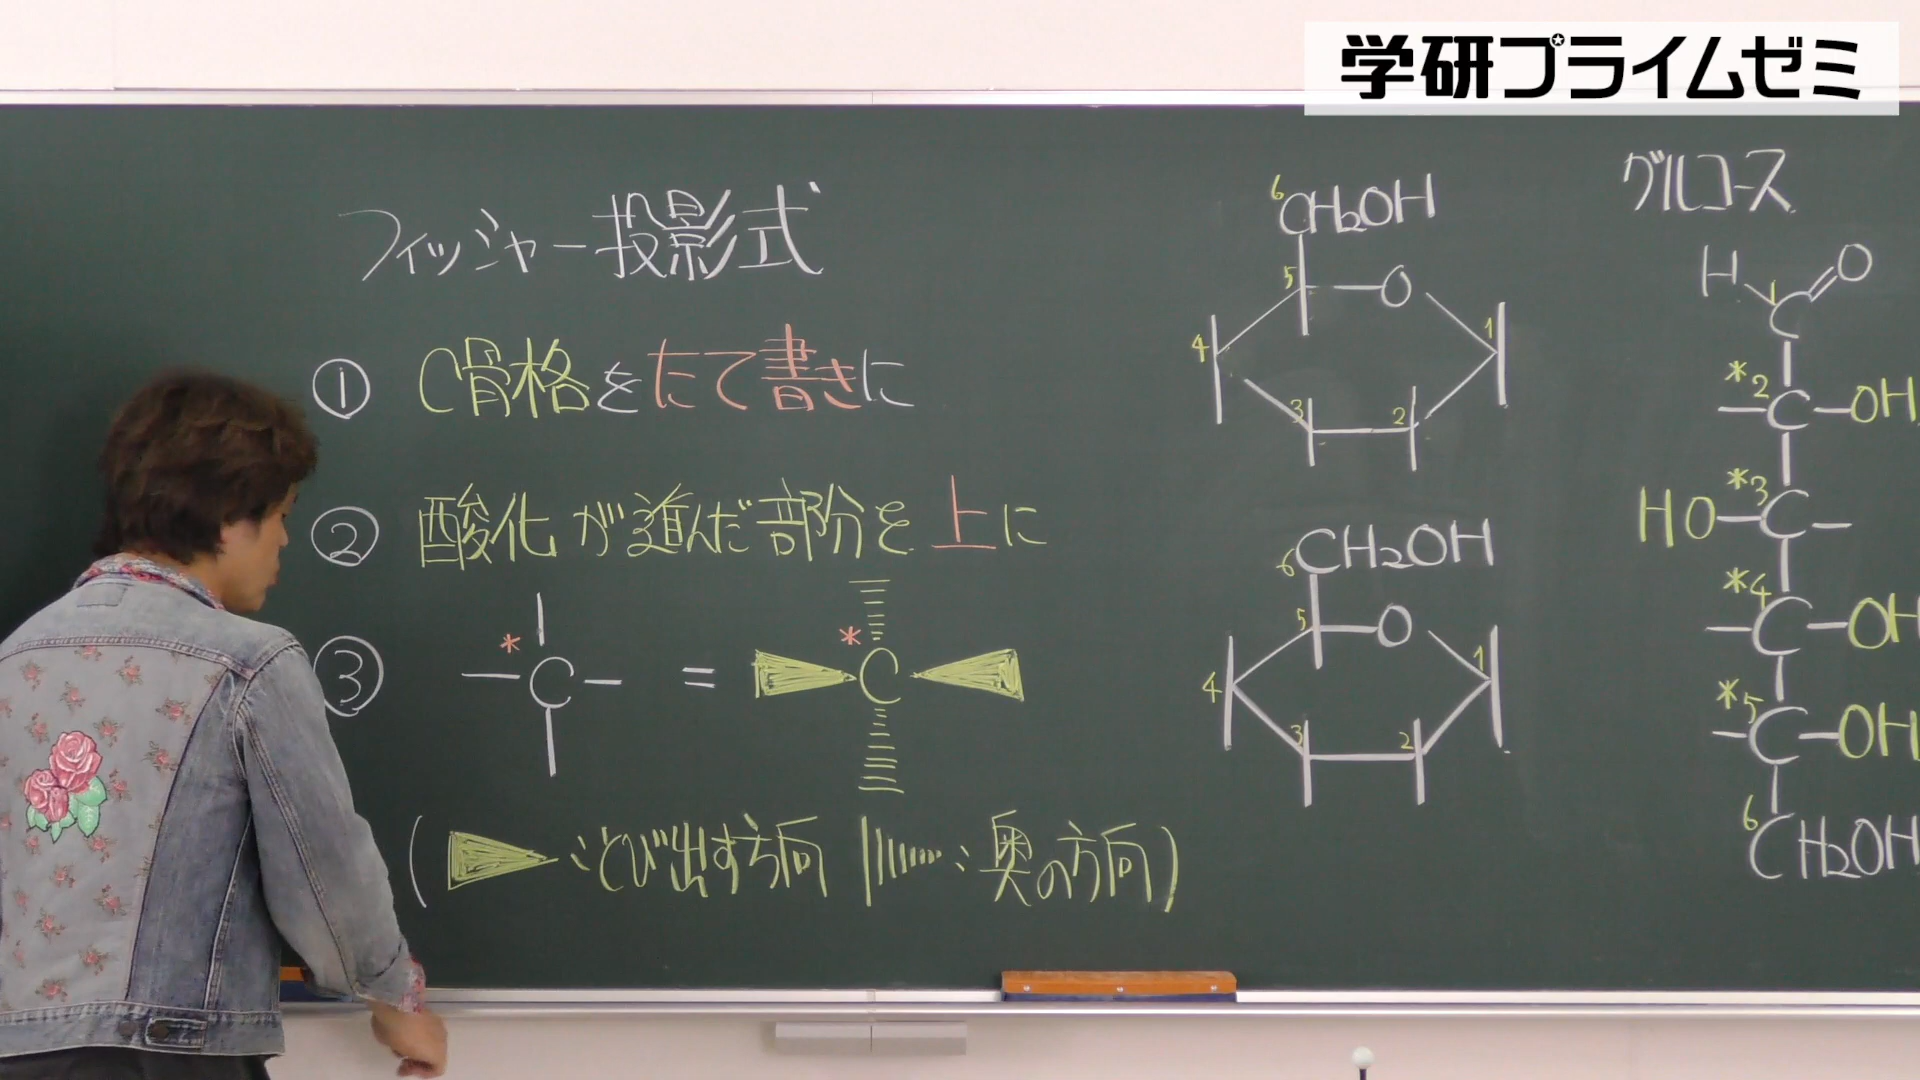 学研プライムゼミ
フィッシャー投影式
① C骨格をたて書きに
② 酸化が進んだ部分を上に
③ * C = * C
( : とび出す方向 : 奥の方向)
6 CH2OH
5 O
4 1
3 2
6 CH2OH
5 O
4 1
3 2
グルコース
H 1 C O
*2 C OH
HO *3 C
*4 C OH
*5 C OH
6 CH2OH